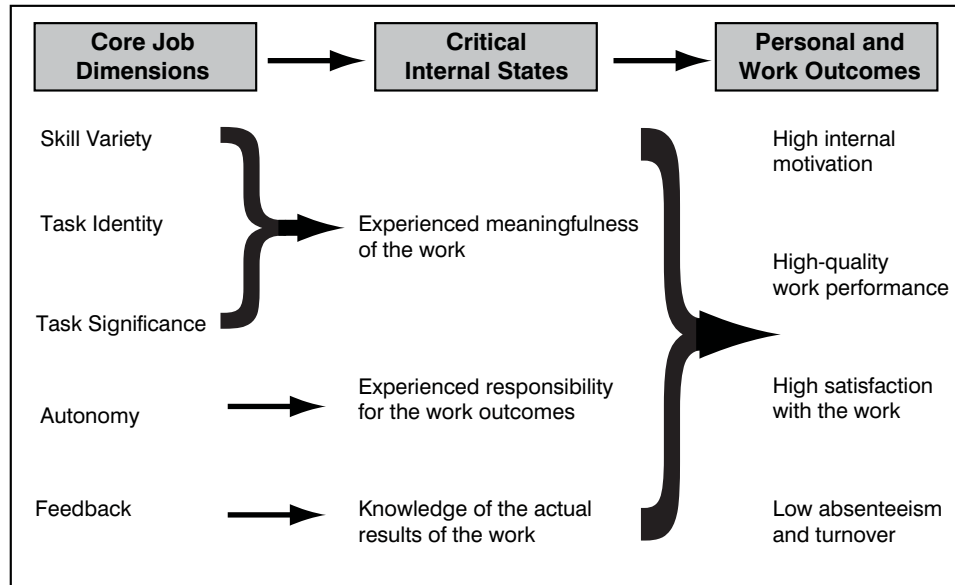 Core Job
Dimensions
Critical
Internal States
Personal and
Work Outcomes
Skill Variety
Task Identity
Task Significance
Autonomy
Feedback
Experienced meaningfulness
of the work
Experienced responsibility
for the work outcomes
Knowledge of the actual
results of the work
High internal
motivation
High-quality
work performance
High satisfaction
with the work
Low absenteeism
and turnover